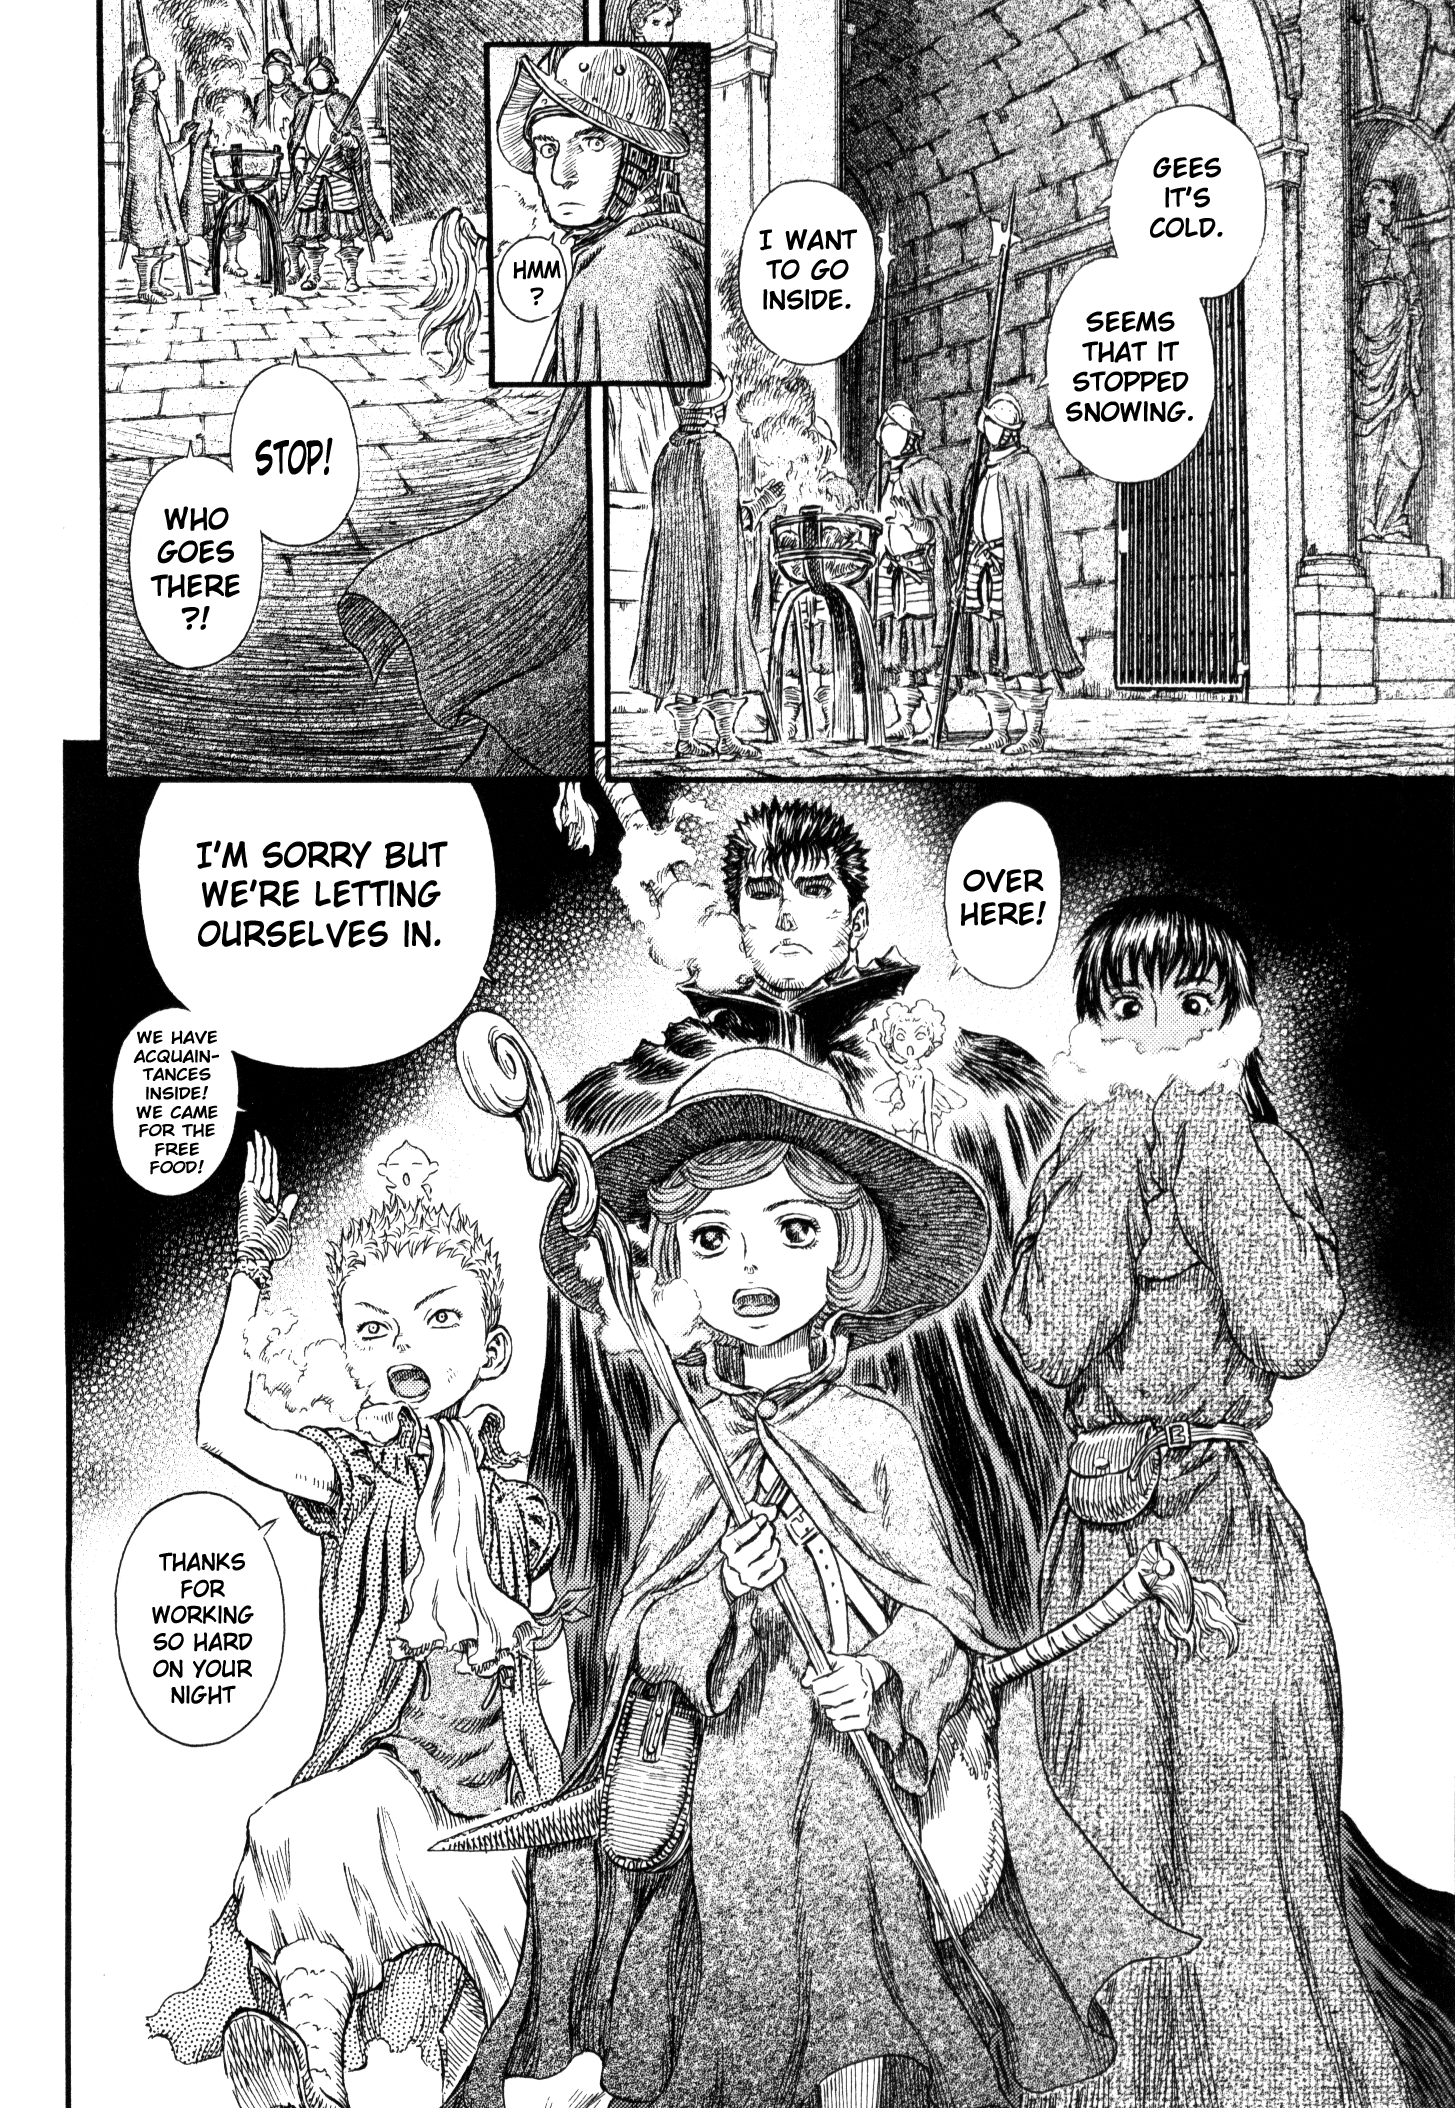 GEES
IT'S
COLD.
SEEMS
THAT IT
STOPPED
SNOWING.
I WANT
TO GO
INSIDE.
HMM
?
STOP!
WHO
GOES
THERE
?!
OVER
HERE!
I'M SORRY BUT
WE'RE LETTING
OURSELVES IN.
WE HAVE
ACQUAIN-
TANCES
INSIDE!
WE CAME
FOR THE
FREE
FOOD!
THANKS
FOR
WORKING
SO HARD
ON YOUR
NIGHT